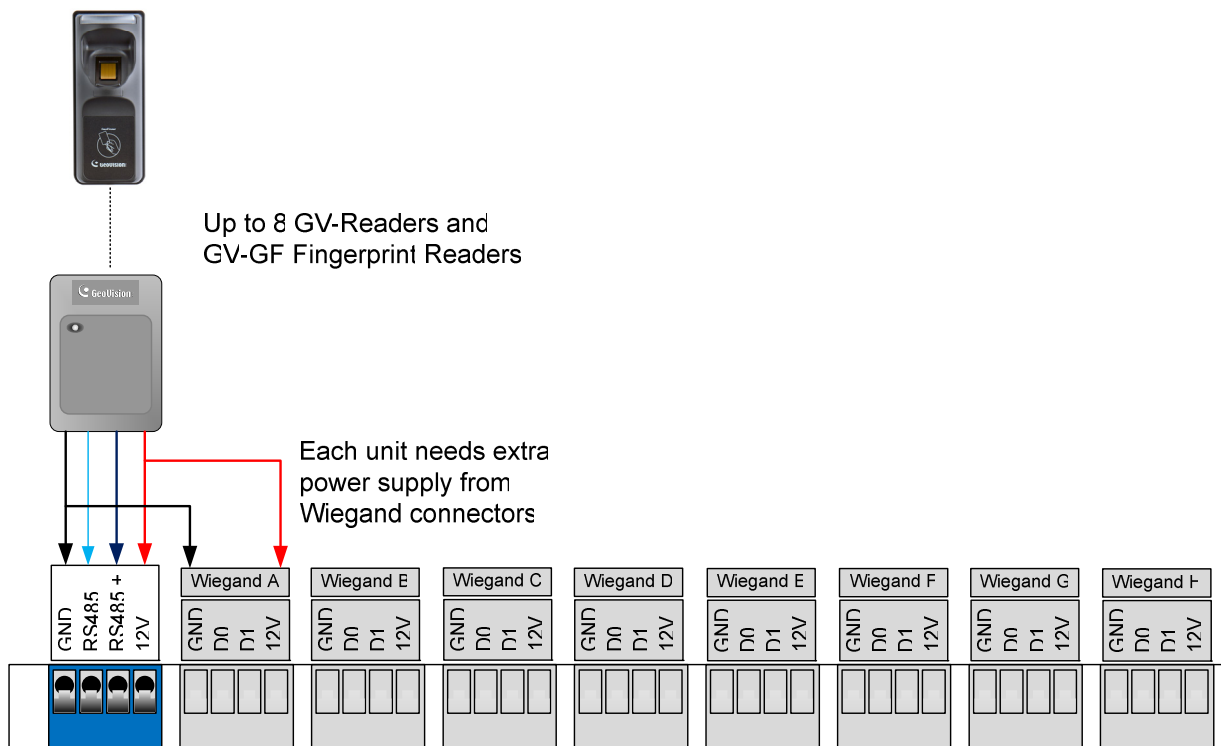 GeoVision
Up to 8 GV-Readers and
GV-GF Fingerprint Readers
GeoVision
Each unit needs extra
power supply from
Wiegand connectors
GND
RS485
RS485 +
12V
Wiegand A
GND
D0
D1
12V
Wiegand B
GND
D0
D1
12V
Wiegand C
GND
D0
D1
12V
Wiegand D
GND
D0
D1
12V
Wiegand E
GND
D0
D1
12V
Wiegand F
GND
D0
D1
12V
Wiegand G
GND
D0
D1
12V
Wiegand H
GND
D0
D1
12V